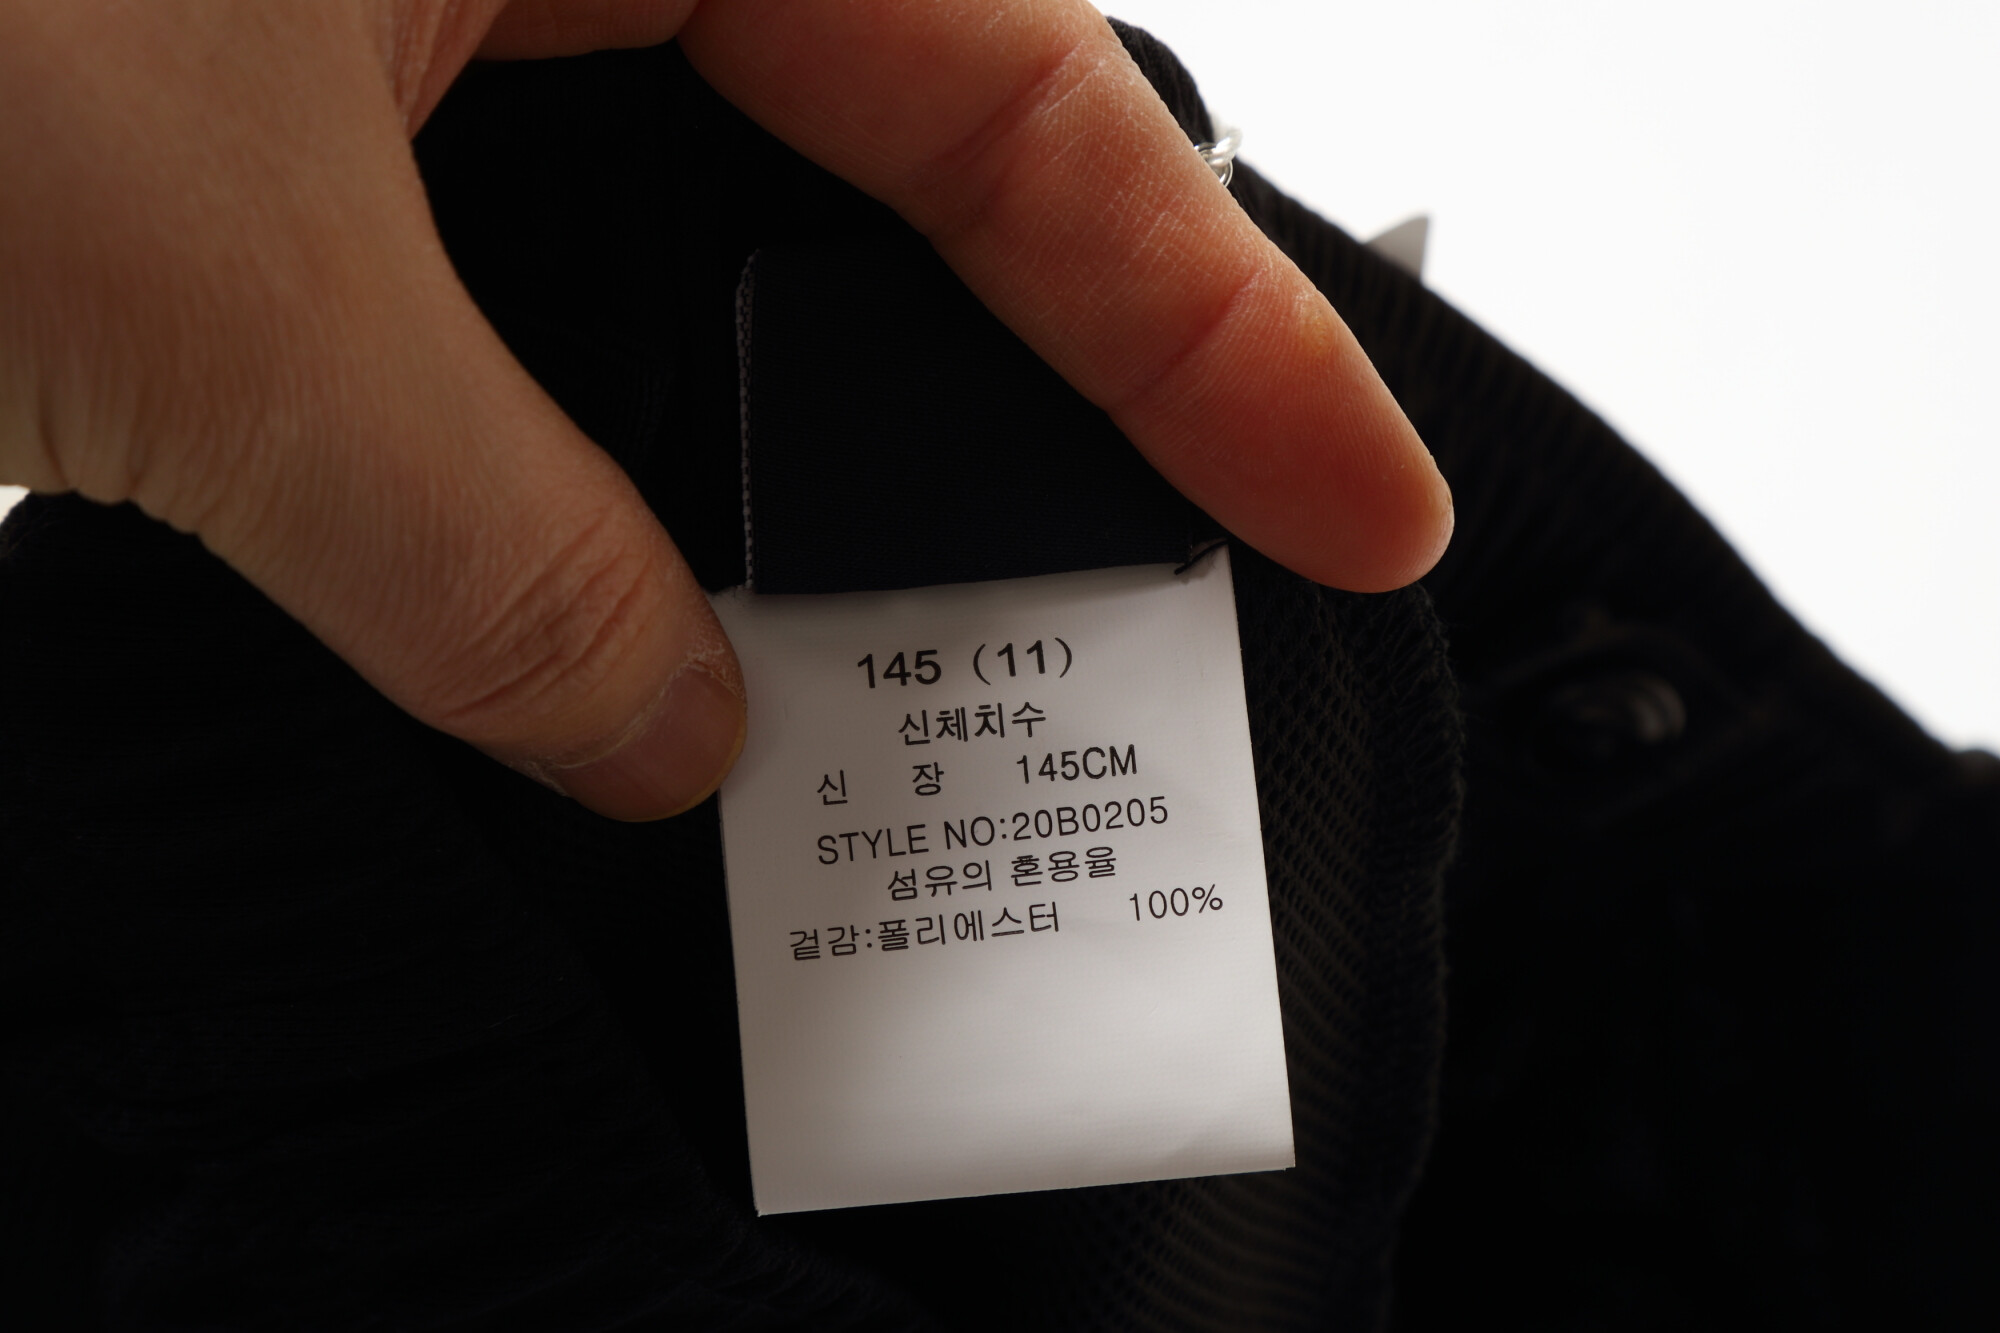 145 (11)
신체치수
신 장 145CM
STYLE NO:20B0205
섬유의 혼용율
겉감:폴리에스터 100%